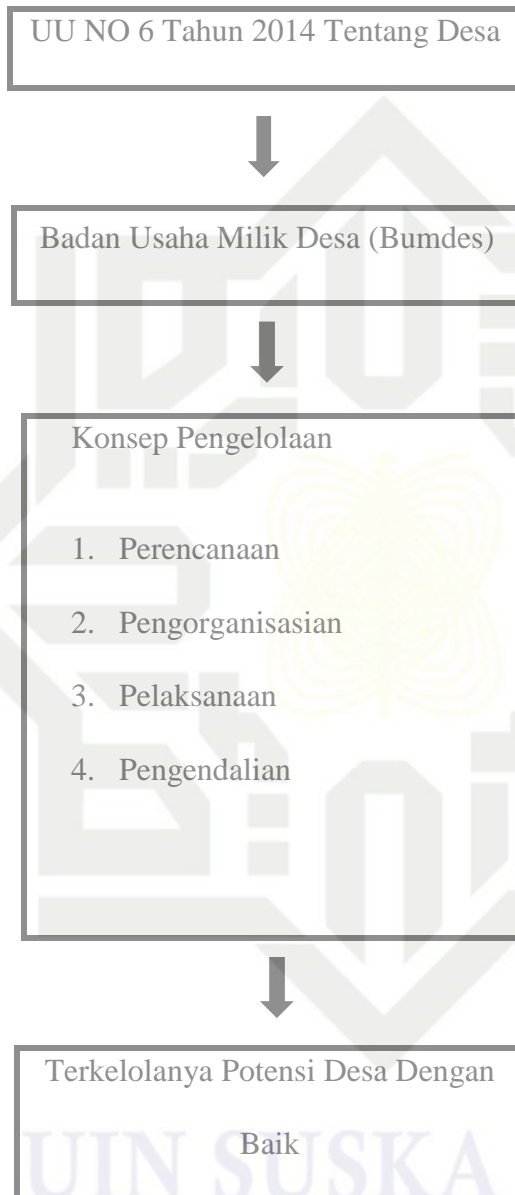 UU NO 6 Tahun 2014 Tentang Desa
Badan Usaha Milik Desa (Bumdes)
Konsep Pengelolaan
1. Perencanaan
2. Pengorganisasian
3. Pelaksanaan
4. Pengendalian
Terkelolanya Potensi Desa Dengan
Baik
UIN SUSKA